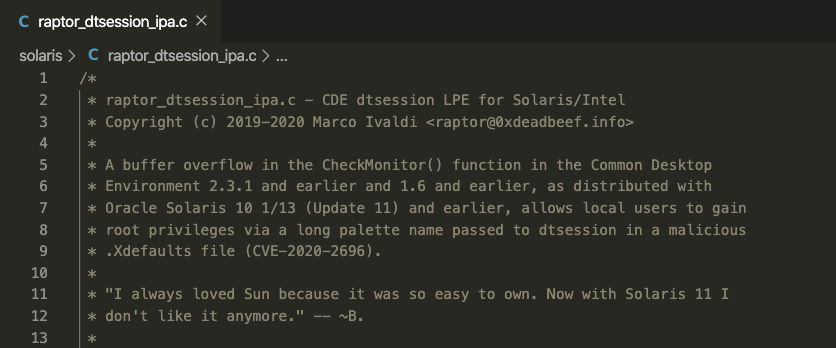 C raptor_dtsession_ipa.c ×
solaris > C raptor_dtsession_ipa.c > ...
1 /*
2 * raptor_dtsession_ipa.c – CDE dtsession LPE for Solaris/Intel
3 * Copyright (c) 2019–2020 Marco Ivaldi <raptor@0xdeadbeef.info>
4 *
5 * A buffer overflow in the CheckMonitor() function in the Common Desktop
6 * Environment 2.3.1 and earlier and 1.6 and earlier, as distributed with
7 * Oracle Solaris 10 1/13 (Update 11) and earlier, allows local users to gain
8 * root privileges via a long palette name passed to dtsession in a malicious
9 * .Xdefaults file (CVE-2020-2696).
10 *
11 * "I always loved Sun because it was so easy to own. Now with Solaris 11 I
12 * don't like it anymore." -- ~B.
13 *